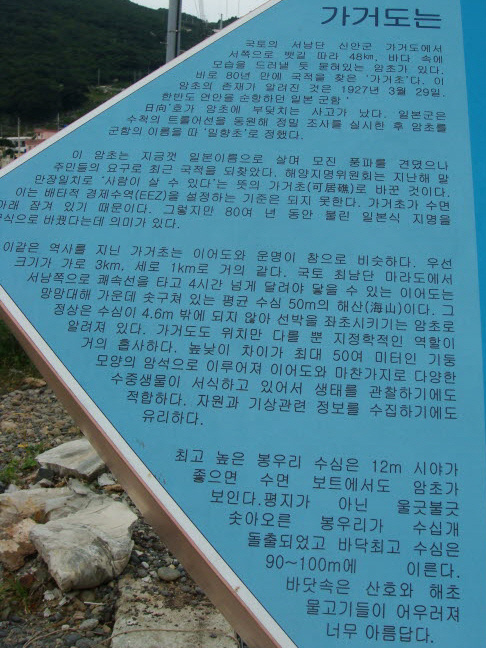 가거도는
국토의 서남단 신안군 가거도에서
서쪽으로 뱃길 따라 48km, 바다 속에
모습을 드러낼 듯 묻혀있는 암초가 있다.
바로 80년 만에 국적을 찾은 '가거초'다. 이
암초의 존재가 알려진 것은 1927년 3월 29일.
한반도 연안을 순항하던 일본 군함 '
日向'호가 암초에 부딪치는 사고가 났다. 일본군은
수척의 트롤어선을 동원해 정밀 조사를 실시한 후 암초를
군함의 이름을 따 '일향초'로 정했다.
이 암초는 지금껏 일본이름으로 살며 모진 풍파를 견뎠으나
주민들의 요구로 최근 국적을 되찾았다. 해양지명위원회는 지난해 말
만장일치로 '사람이 살 수 있다'는 뜻의 가거초(可居礁)로 바꾼 것이다.
이는 배타적 경제수역(EEZ)을 설정하는 기준은 되지 못한다. 가거초가 수면
아래 잠겨 있기 때문이다. 그렇지만 80여 년 동안 불린 일본식 지명을
식으로 바꿨다는데 의미가 있다.
이같은 역사를 지닌 가거초는 이어도와 운명이 참으로 비슷하다. 우선
크기가 가로 3km, 세로 1km로 거의 같다. 국토 최남단 마라도에서
서남쪽으로 쾌속선을 타고 4시간 넘게 달려야 닿을 수 있는 이어도는
망망대해 가운데 솟구쳐 있는 평균 수심 50m의 해산(海山)이다. 그
정상은 수심이 4.6m 밖에 되지 않아 선박을 좌초시키기는 암초로
알려져 있다. 가거도도 위치만 다를 뿐 지정학적인 역할이
거의 흡사하다. 높낮이 차이가 최대 50여 미터인 기둥
모양의 암석으로 이루어져 이어도와 마찬가지로 다양한
수중생물이 서식하고 있어서 생태를 관찰하기에도
적합하다. 자원과 기상관련 정보를 수집하기에도
유리하다.
최고 높은 봉우리 수심은 12m 시야가
좋으면 수면 보트에서도 암초가
보인다.평지가 아닌 울긋불긋
솟아오른 봉우리가 수십개
돌출되었고 바닥최고 수심은
90~100m에 이른다.
바닷속은 산호와 해초
물고기들이 어우러져
너무 아름답다.